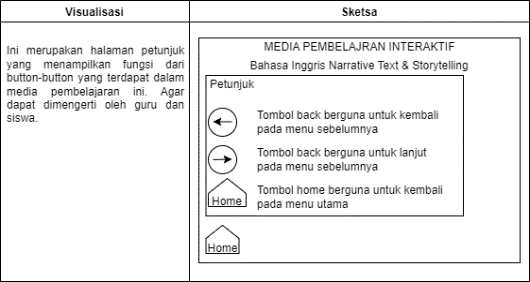 Visualisasi
Sketsa
Ini merupakan halaman petunjuk
yang menampilkan fungsi dari
button-button yang terdapat dalam
media pembelajaran ini. Agar
dapat dimengerti oleh guru dan
siswa.
MEDIA PEMBELAJRAN INTERAKTIF
Bahasa Inggris Narrative Text & Storytelling
Petunjuk
Tombol back berguna untuk kembali
pada menu sebelumnya
Tombol back berguna untuk lanjut
pada menu sebelumnya
Home
Tombol home berguna untuk kembali
pada menu utama
Home